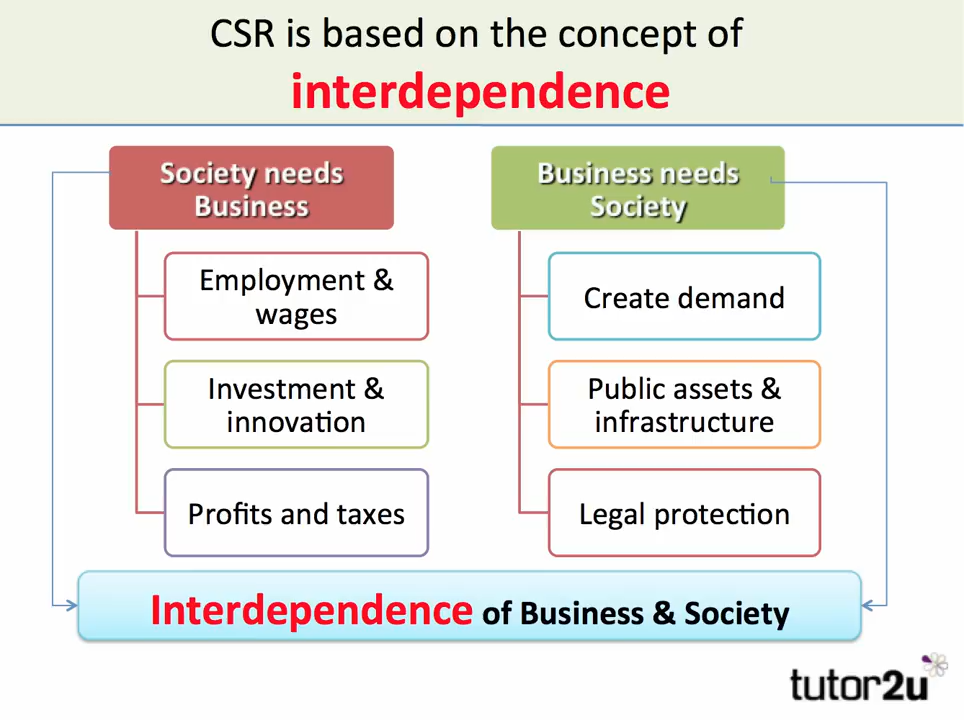 CSR is based on the concept of
interdependence
Society needs
Business
Employment &
wages
Investment &
innovation
Profits and taxes
Business needs
Society
Create demand
Public assets &
infrastructure
Legal protection
Interdependence of Business & Society
tutor2u